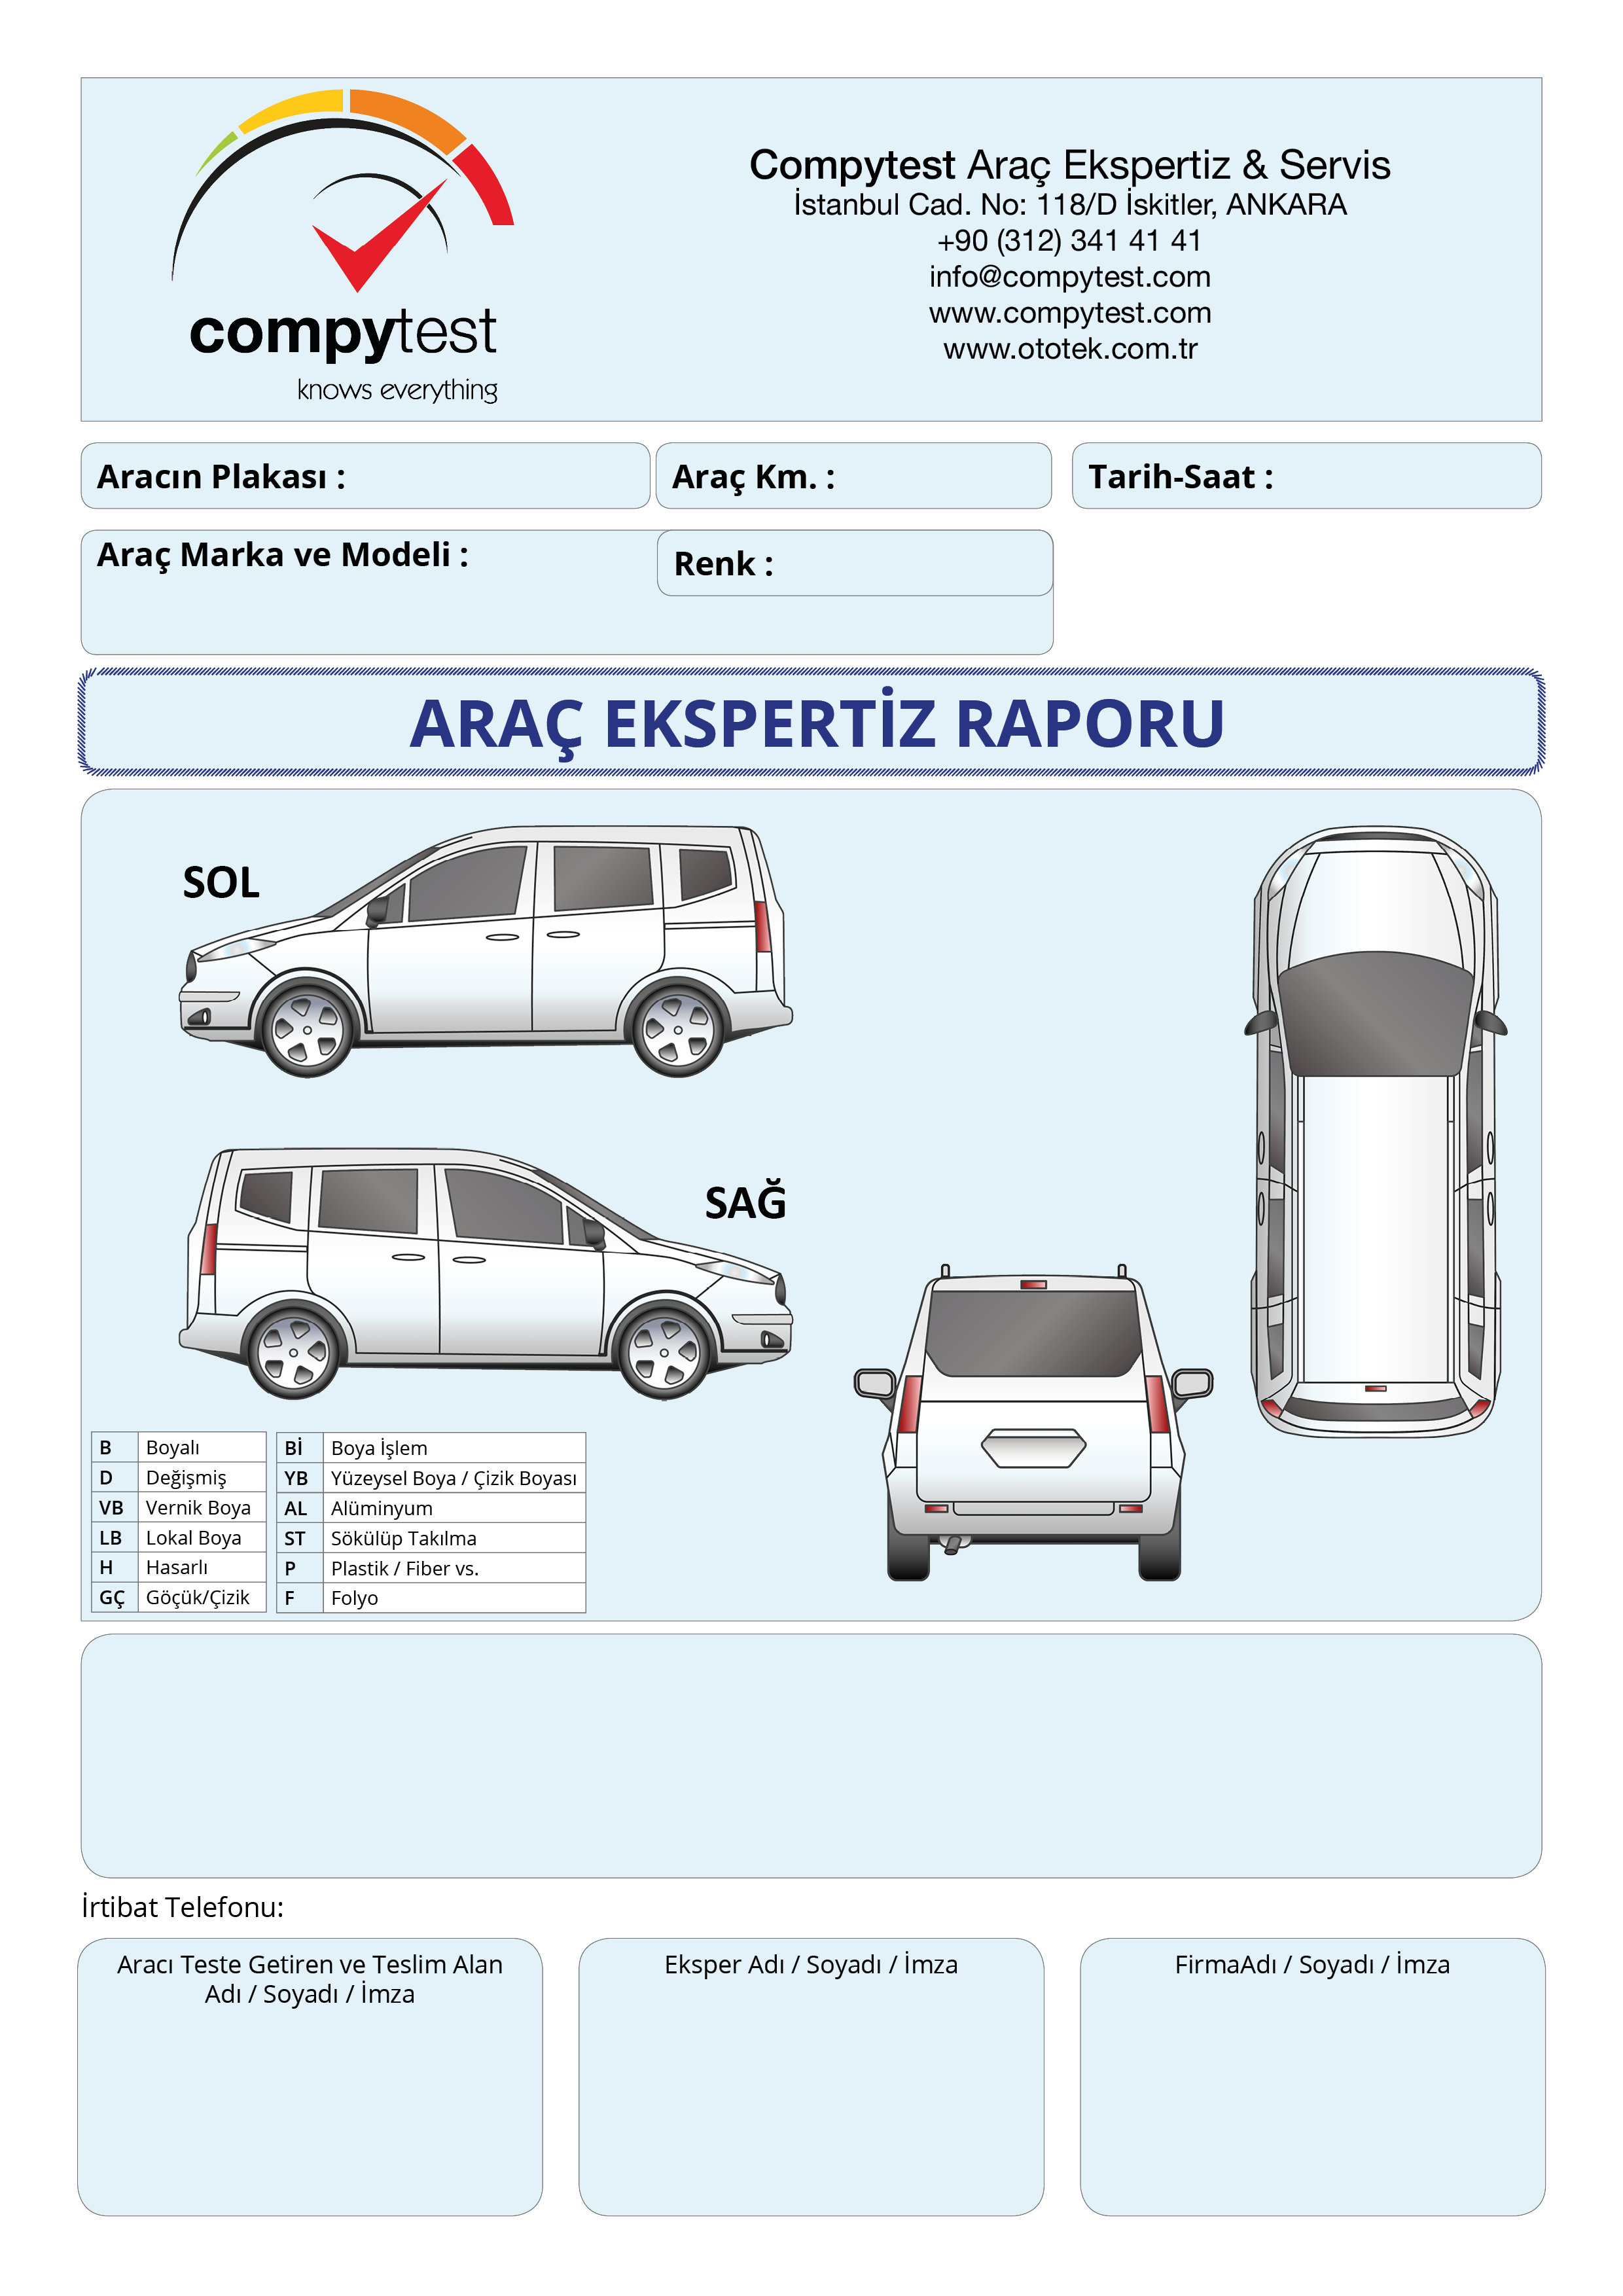 compytest
knows everything
Compytest Araç Ekspertiz & Servis
İstanbul Cad. No: 118/D İskitler, ANKARA
+90 (312) 341 41 41
info@compytest.com
www.compytest.com
www.ototek.com.tr
Aracın Plakası :
Araç Km. :
Tarih-Saat :
Araç Marka ve Modeli :
Renk :
ARAÇ EKSPERTİZ RAPORU
SOL
SAĞ
B Boyalı
D Değişmiş
VB Vernik Boya
LB Lokal Boya
H Hasarlı
GÇ Göçük/Çizik
Bİ Boya İşlem
YB Yüzeysel Boya / Çizik Boyası
AL Alüminyum
ST Sökülüp Takılma
P Plastik / Fiber vs.
F Folyo
İrtibat Telefonu:
Aracı Teste Getiren ve Teslim Alan
Adı / Soyadı / İmza
Eksper Adı / Soyadı / İmza
FirmaAdı / Soyadı / İmza